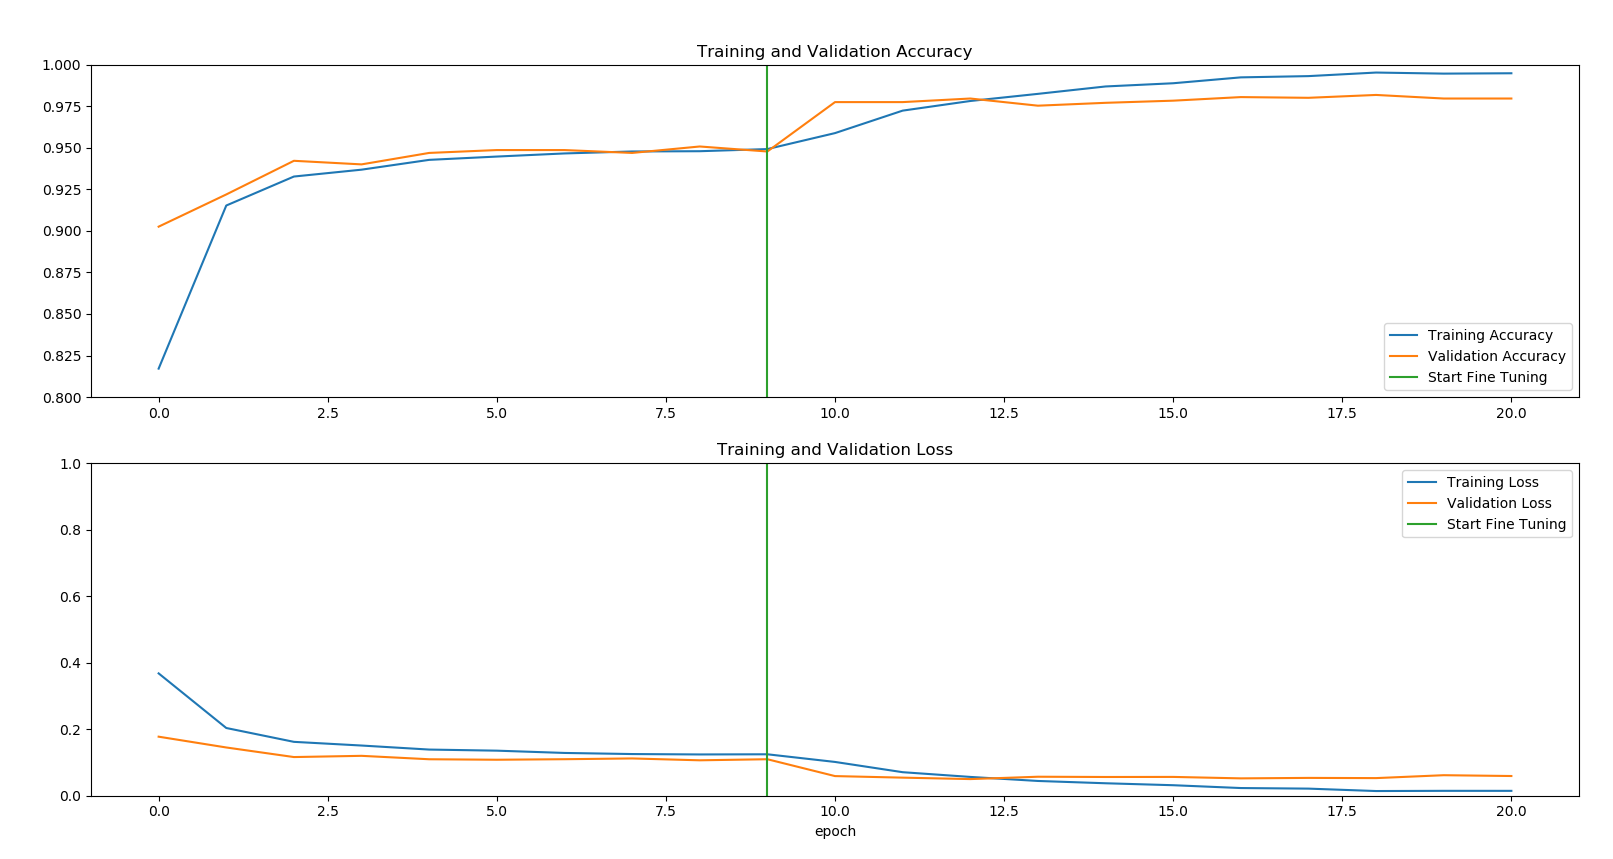 Training and Validation Accuracy
1.000
0.975
0.950
0.925
0.900
0.875
0.850
0.825
0.800
Training Accuracy
Validation Accuracy
Start Fine Tuning
0.0 2.5 5.0 7.5 10.0 12.5 15.0 17.5 20.0
Training and Validation Loss
1.0
0.8
0.6
0.4
0.2
0.0
Training Loss
Validation Loss
Start Fine Tuning
0.0 2.5 5.0 7.5 10.0 12.5 15.0 17.5 20.0
epoch